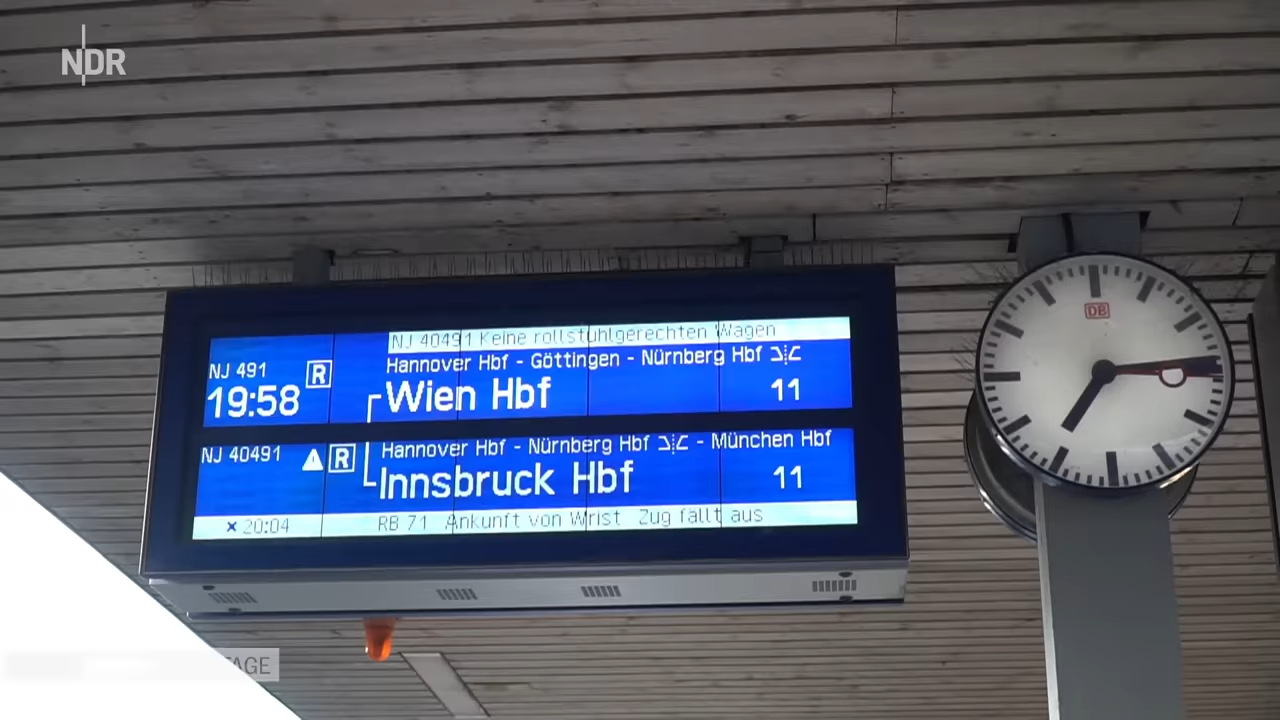 NDR
NJ 40491 Keine rollstuhlgerechten Wagen
NJ 491
R
Hannover Hbf - Göttingen - Nürnberg Hbf
19:58
Wien Hbf
11
NJ 40491
R
Hannover Hbf - Nürnberg Hbf - München Hbf
Innsbruck Hbf
11
20:04
RB 71 Ankunft von Wrist Zug fällt aus
DB